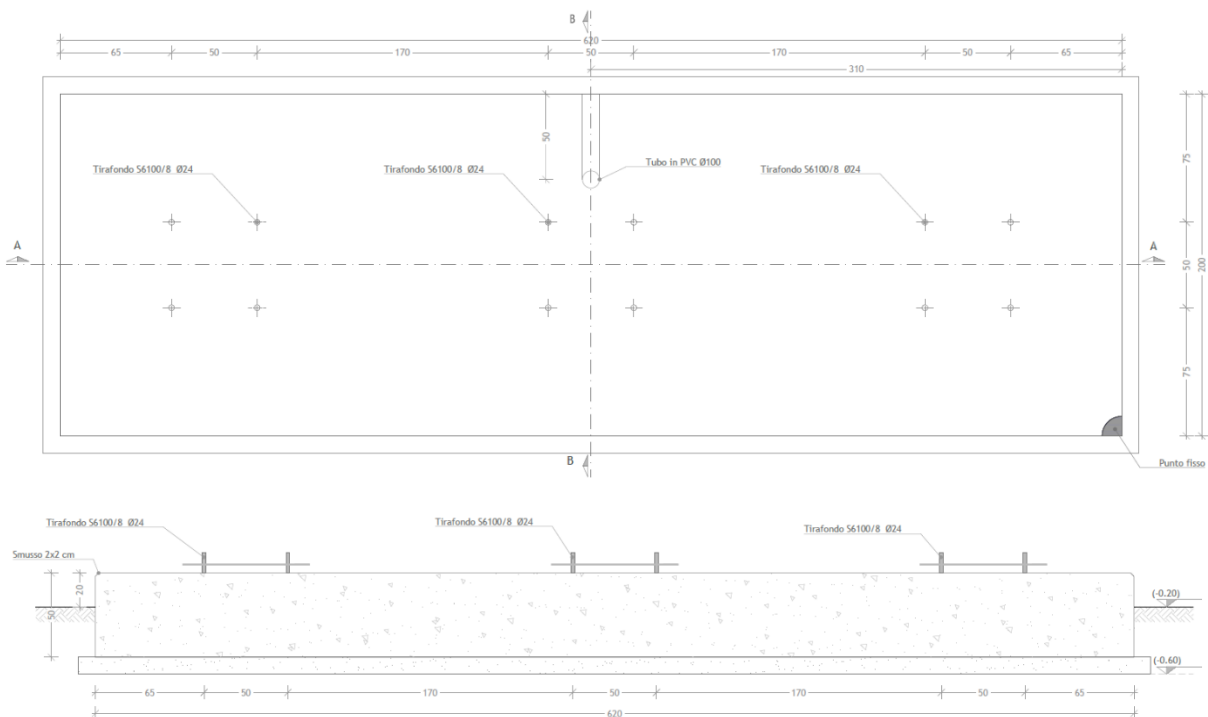 B
620
65 50 170 50 170 50 65
310
50
75
Tirafondo S6100/8 Ø24
Tirafondo S6100/8 Ø24
Tubo in PVC Ø100
Tirafondo S6100/8 Ø24
A
A
50
200
75
B
Punto fisso
Tirafondo S6100/8 Ø24
Tirafondo S6100/8 Ø24
Tirafondo S6100/8 Ø24
Smusso 2x2 cm
20
50
(-0.20)
(-0.60)
65 50 170 50 170 50 65
620